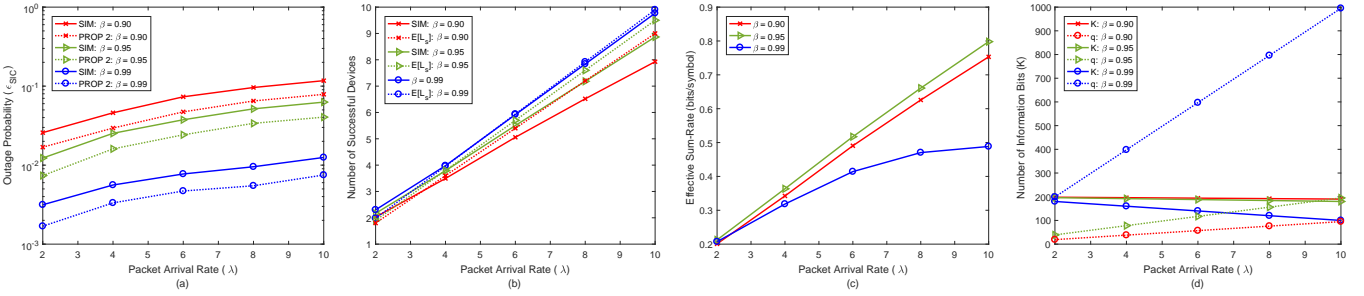 Outage Probability ( ϵSIC)
10^0
10^-1
10^-2
10^-3
SIM: β = 0.90
PROP 2: β = 0.90
SIM: β = 0.95
PROP 2: β = 0.95
SIM: β = 0.99
PROP 2: β = 0.99
2 3 4 5 6 7 8 9 10
Packet Arrival Rate ( λ)
(a)
Number of Successful Devices
10
9
8
7
6
5
4
3
2
1
SIM: β = 0.90
E[L_s]: β = 0.90
SIM: β = 0.95
E[L_s]: β = 0.95
β = 0.99
E[L_s]: β = 0.99
2 3 4 5 6 7 8 9 10
Packet Arrival Rate ( λ)
(b)
Effective Sum-Rate (bits/symbol)
0.9
0.8
0.7
0.6
0.5
0.4
0.3
0.2
β = 0.90
β = 0.95
β = 0.99
2 3 4 5 6 7 8 9 10
Packet Arrival Rate ( λ)
(c)
Number of Information Bits (K)
1000
900
800
700
600
500
400
300
200
100
0
K: β = 0.90
q: β = 0.90
K: β = 0.95
q: β = 0.95
K: β = 0.99
q: β = 0.99
2 3 4 5 6 7 8 9 10
Packet Arrival Rate ( λ)
(d)